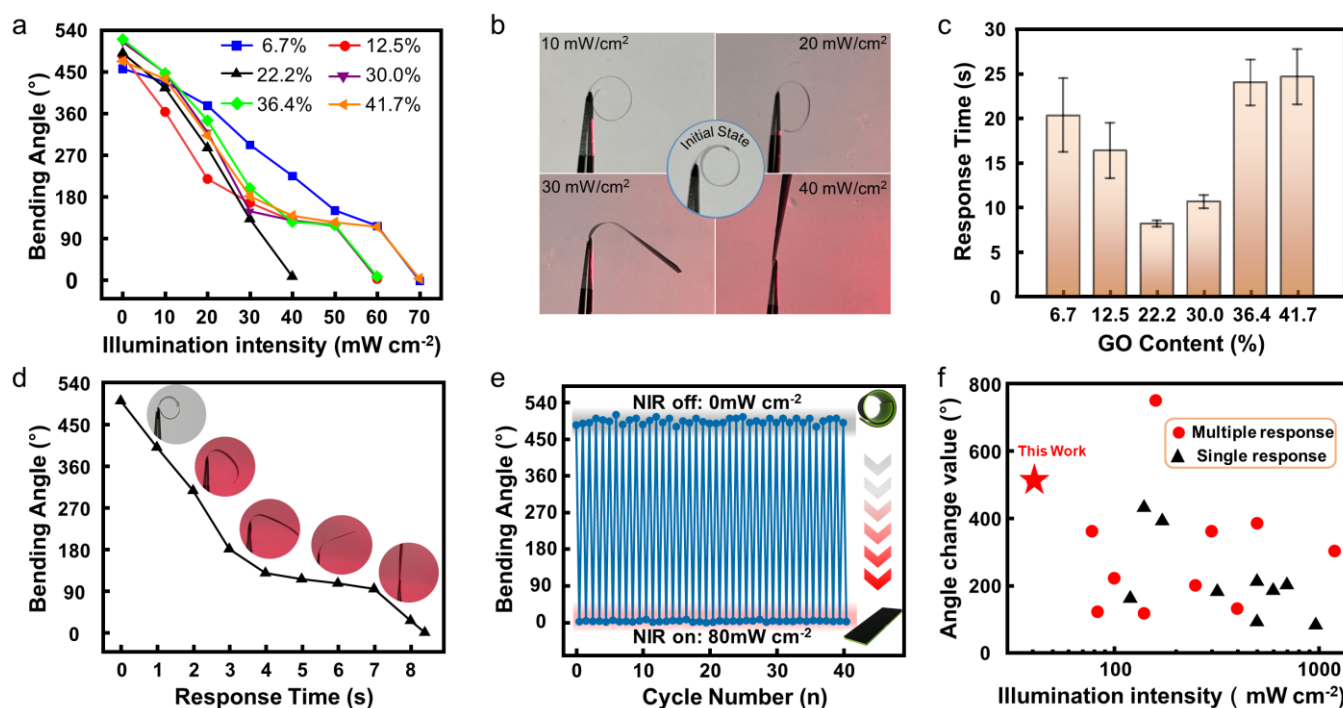 a
540
450
360
270
180
90
0
Bending Angle (°)
6.7%
12.5%
22.2%
30.0%
36.4%
41.7%
0 10 20 30 40 50 60 70
Illumination intensity (mW cm-2)
b
10 mW/cm2
20 mW/cm2
Initial State
30 mW/cm2
40 mW/cm2
c
30
25
20
15
10
5
0
Response Time (s)
6.7 12.5 22.2 30.0 36.4 41.7
GO Content (%)
d
540
450
360
270
180
90
0
Bending Angle (°)
0 1 2 3 4 5 6 7 8
Response Time (s)
e
540
450
360
270
180
90
0
Bending Angle (°)
NIR off: 0mW cm-2
NIR on: 80mW cm-2
0 10 20 30 40
Cycle Number (n)
f
800
600
400
200
0
Angle change value (°)
This Work
Multiple response
Single response
100 1000
Illumination intensity ( mW cm-2)